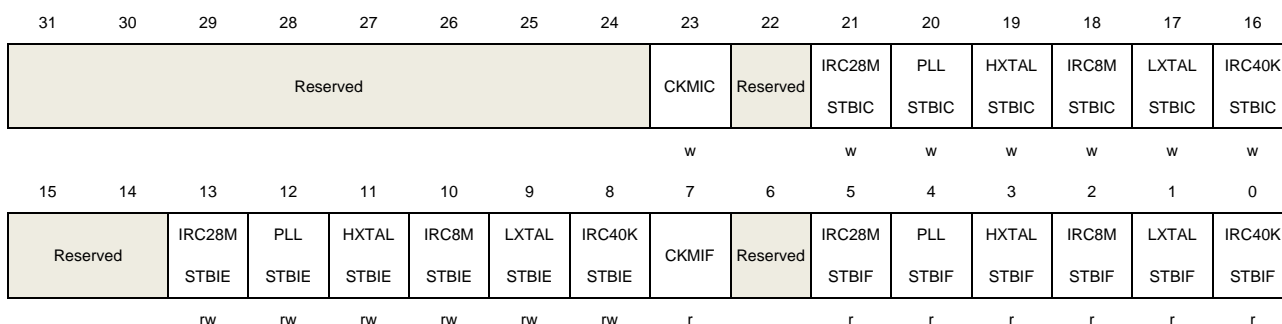 31 30 29 28 27 26 25 24 23 22 21 20 19 18 17 16
Reserved CKMIC Reserved IRC28M PLL HXTAL IRC8M LXTAL IRC40K
STBIC STBIC STBIC STBIC STBIC STBIC
w w w w w w w
15 14 13 12 11 10 9 8 7 6 5 4 3 2 1 0
Reserved IRC28M PLL HXTAL IRC8M LXTAL IRC40K CKMIF Reserved IRC28M PLL HXTAL IRC8M LXTAL IRC40K
STBIE STBIE STBIE STBIE STBIE STBIE STBIF STBIF STBIF STBIF STBIF STBIF
rw rw rw rw rw rw r r r r r r r